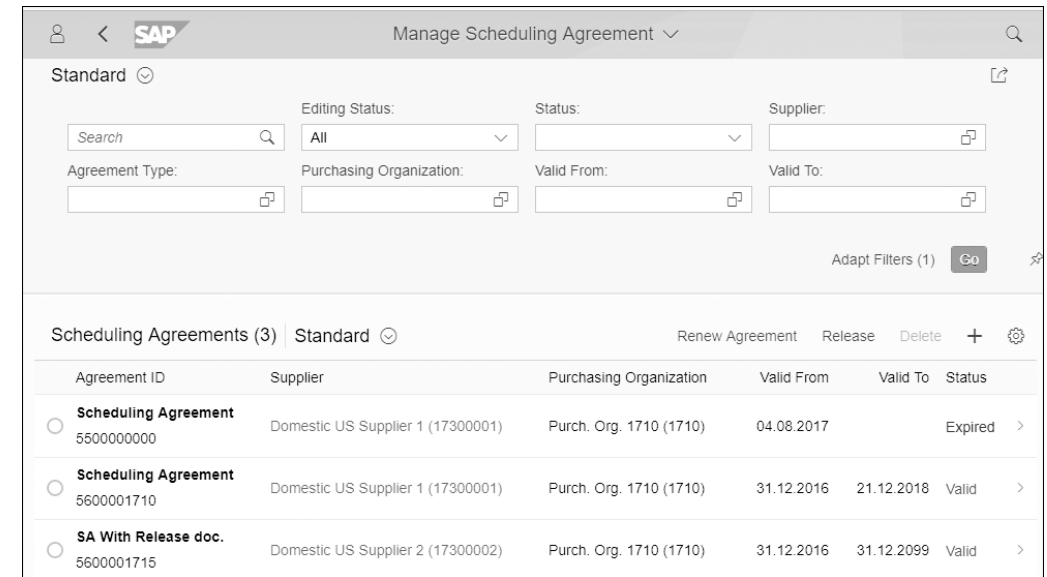 SAP Manage Scheduling Agreement
Standard
Editing Status: Status: Supplier:
Search All
Agreement Type: Purchasing Organization: Valid From: Valid To:
Adapt Filters (1) Go
Scheduling Agreements (3) Standard Renew Agreement Release Delete
Agreement ID Supplier Purchasing Organization Valid From Valid To Status
Scheduling Agreement
5500000000 Domestic US Supplier 1 (17300001) Purch. Org. 1710 (1710) 04.08.2017 Expired
Scheduling Agreement
5600001710 Domestic US Supplier 1 (17300001) Purch. Org. 1710 (1710) 31.12.2016 21.12.2018 Valid
SA With Release doc.
5600001715 Domestic US Supplier 2 (17300002) Purch. Org. 1710 (1710) 31.12.2016 31.12.2099 Valid